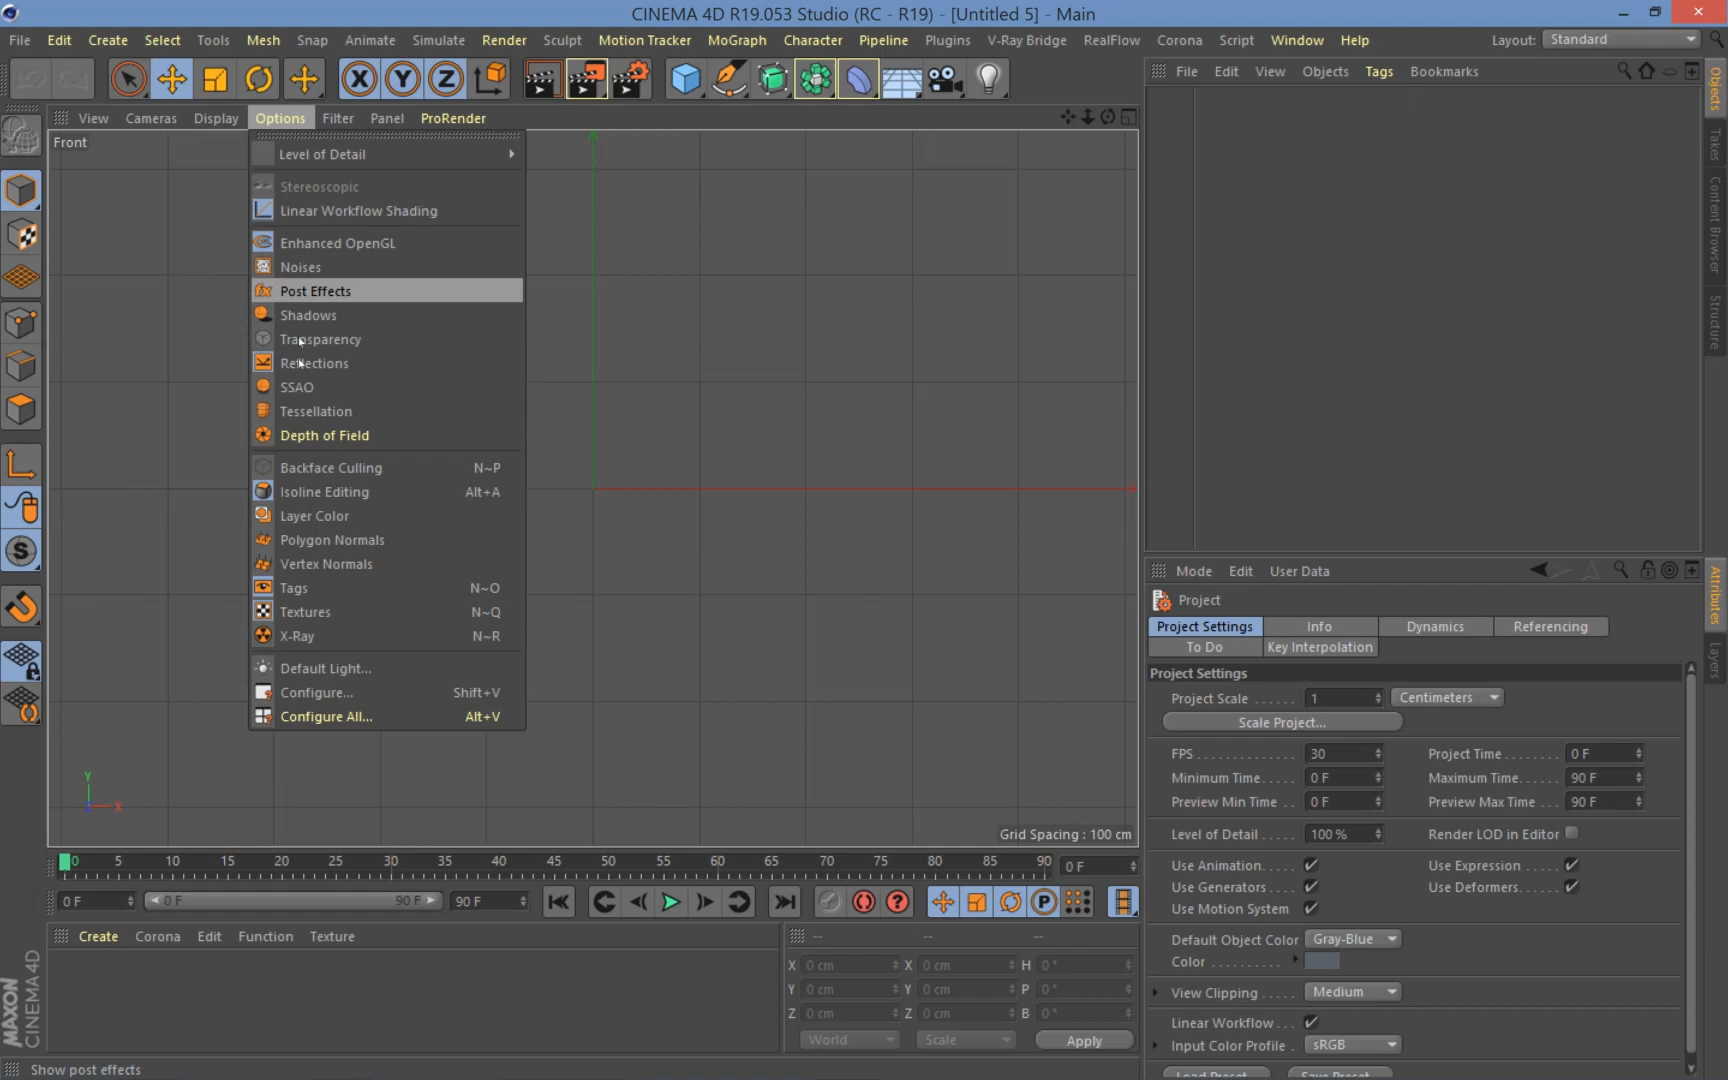 CINEMA 4D R19.053 Studio (RC - R19) - [Untitled 5] - Main
File Edit Create Select Tools Mesh Snap Animate Simulate Render Sculpt Motion Tracker MoGraph Character Pipeline Plugins V-Ray Bridge RealFlow Corona Script Window Help Layout: Standard
X Y Z
File Edit View Objects Tags Bookmarks
View Cameras Display Options Filter Panel ProRender
Front
Level of Detail
Stereoscopic
Linear Workflow Shading
Enhanced OpenGL
Noises
Post Effects
Shadows
Transparency
Reflections
SSAO
Tessellation
Depth of Field
Backface Culling N~P
Isoline Editing Alt+A
Layer Color
Polygon Normals
Vertex Normals
Tags N~O
Textures N~Q
X-Ray N~R
Default Light...
Configure... Shift+V
Configure All... Alt+V
S
Y
X
Grid Spacing : 100 cm
Objects
Takes
Content Browser
Structure
Attributes
Layers
Mode Edit User Data
Project
Project Settings Info Dynamics Referencing
To Do Key Interpolation
Project Settings
Project Scale ...... 1 Centimeters
Scale Project...
FPS .............. 30 Project Time ........ 0 F
Minimum Time..... 0 F Maximum Time...... 90 F
Preview Min Time .. 0 F Preview Max Time ... 90 F
Level of Detail ..... 100 % Render LOD in Editor
Use Animation..... Use Expression .....
Use Generators .... Use Deformers......
Use Motion System
Default Object Color Gray-Blue
Color ..........
View Clipping ..... Medium
Linear Workflow ...
Input Color Profile . sRGB
Load Preset... Save Preset...
0 5 10 15 20 25 30 35 40 45 50 55 60 65 70 75 80 85 90 0 F
0 F 0 F 90 F 90 F P
Create Corona Edit Function Texture
-- -- --
X 0 cm X 0 cm H 0 °
Y 0 cm Y 0 cm P 0 °
Z 0 cm Z 0 cm B 0 °
World Scale Apply
MAXON
CINEMA 4D
Show post effects